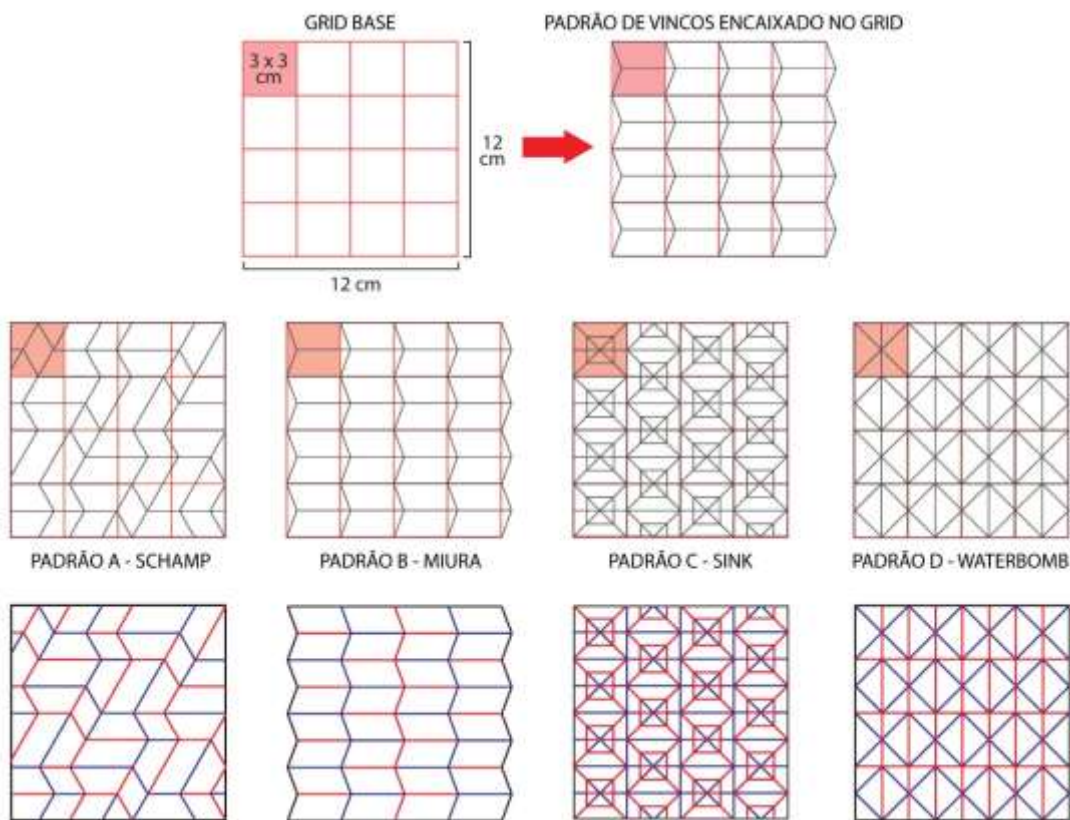 GRID BASE
PADRÃO DE VINCOS ENCAIXADO NO GRID
3 x 3
cm
12
cm
12 cm
PADRÃO A - SCHAMP
PADRÃO B - MIURA
PADRÃO C - SINK
PADRÃO D - WATERBOMB